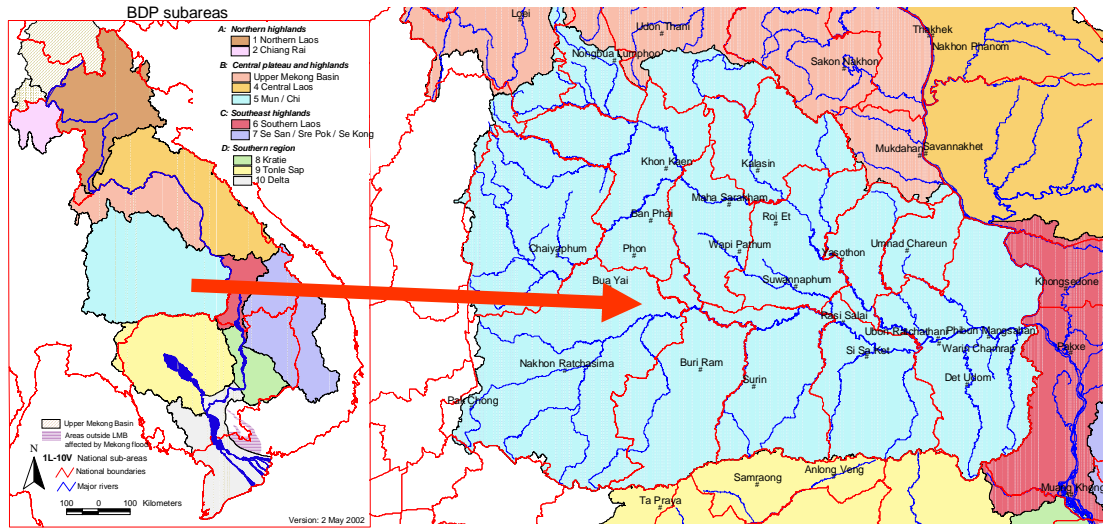 BDP subareas
A: Northern highlands
1 Northern Laos
2 Chiang Rai
B: Central plateau and highlands
Upper Mekong Basin
4 Central Laos
5 Mun / Chi
C: Southeast highlands
6 Southern Laos
7 Se San / Sre Pok / Se Kong
D: Southern region
8 Kratie
9 Tonle Sap
10 Delta
Upper Mekong Basin
Areas outside LMB
affected by Mekong flood
N
1L-10V National sub-areas
National boundaries
Major rivers
100 0 100 Kilometers
Version: 2 May 2002
Loei
Udon Thani
Nongbua Lumphoo
Thakhek
Nakhon Phanom
Sakon Nakhon
Mukdahan
Savannakhet
Khon Kaen
Kalasin
Maha Sarakham
Ban Phai
Roi Et
Chaiyaphum
Phon
Wapi Pathum
Yasothon
Umnad Chareun
Bua Yai
Suwannaphum
Khongsedone
Rasi Salai
Ubon Ratchathani
Phibun Mangsahan
Warin Chamrap
Pakxe
Si Sa Ket
Nakhon Ratchasima
Buri Ram
Surin
Det Udom
Pak Chong
Anlong Veng
Samraong
Ta Praya
Muang Khong